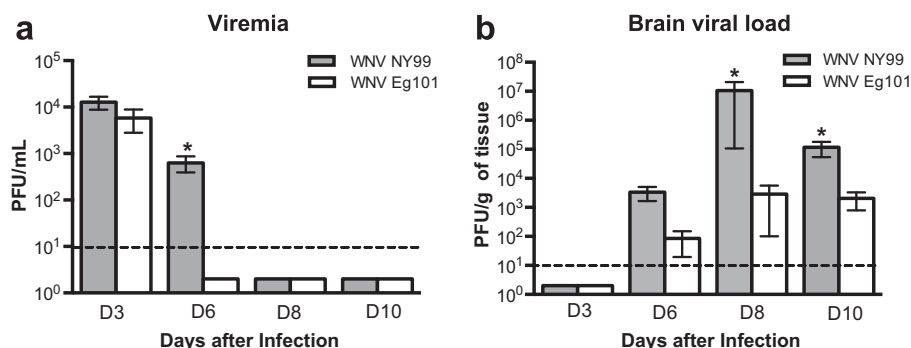 a
Viremia
WNV NY99
WNV Eg101
PFU/mL
10^5
10^4
10^3
10^2
10^1
10^0
*
D3 D6 D8 D10
Days after Infection
b
Brain viral load
WNV NY99
WNV Eg101
PFU/g of tissue
10^8
10^7
10^6
10^5
10^4
10^3
10^2
10^1
10^0
*
*
D3 D6 D8 D10
Days after Infection